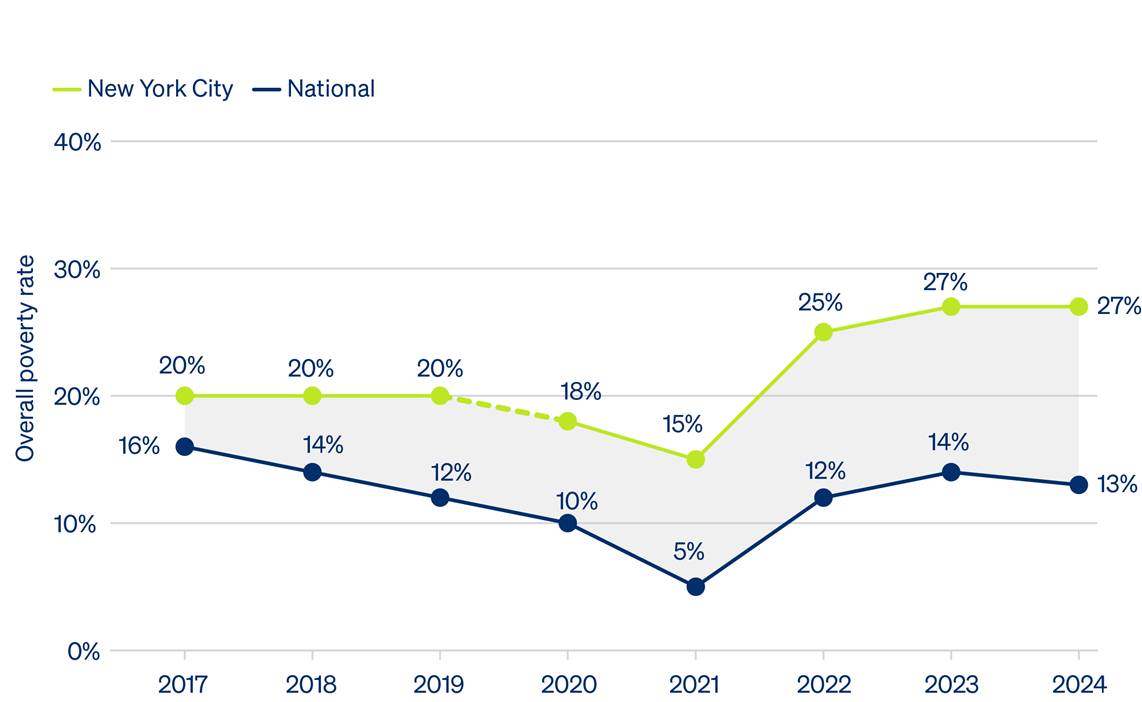 New York City National
40%
30%
20%
10%
0%
Overall poverty rate
20% 20% 20% 18% 15% 25% 27% 27%
16% 14% 12% 10% 5% 12% 14% 13%
2017 2018 2019 2020 2021 2022 2023 2024